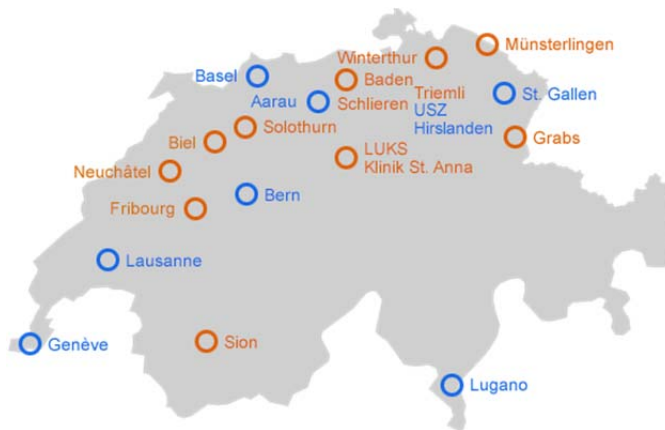 Münsterlingen
Winterthur
Basel
Baden
Triemli
St. Gallen
Aarau
Schlieren
USZ
Hirslanden
Solothurn
Grabs
Biel
LUKS
Klinik St. Anna
Neuchâtel
Bern
Fribourg
Lausanne
Sion
Genève
Lugano